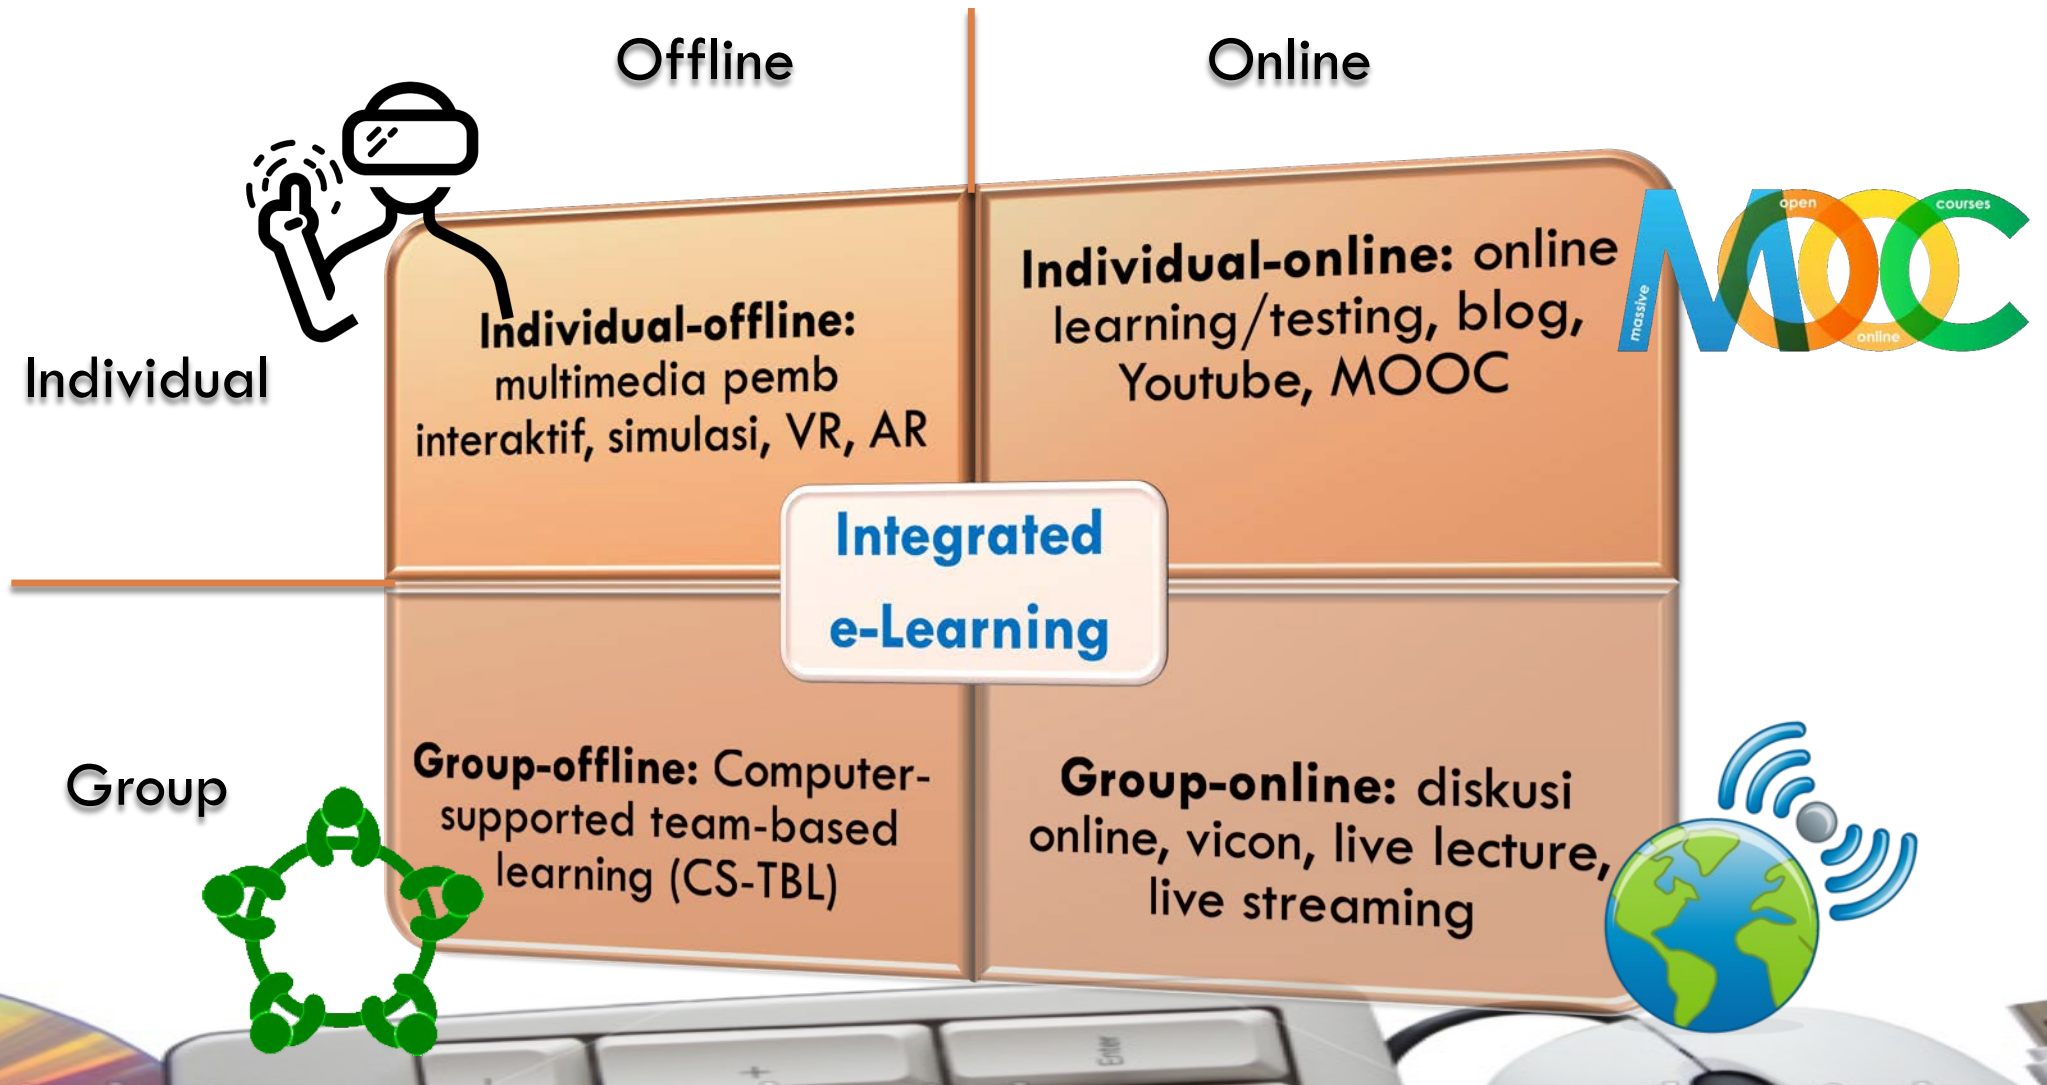 Offline
Online
Individual
Individual-offline:
multimedia pemb
interaktif, simulasi, VR, AR
Individual-online: online
learning/testing, blog,
Youtube, MOOC
MOOC
massive
open
online
courses
Integrated
e-Learning
Group
Group-offline: Computer-
supported team-based
learning (CS-TBL)
Group-online: diskusi
online, vicon, live lecture,
live streaming
+
Enter